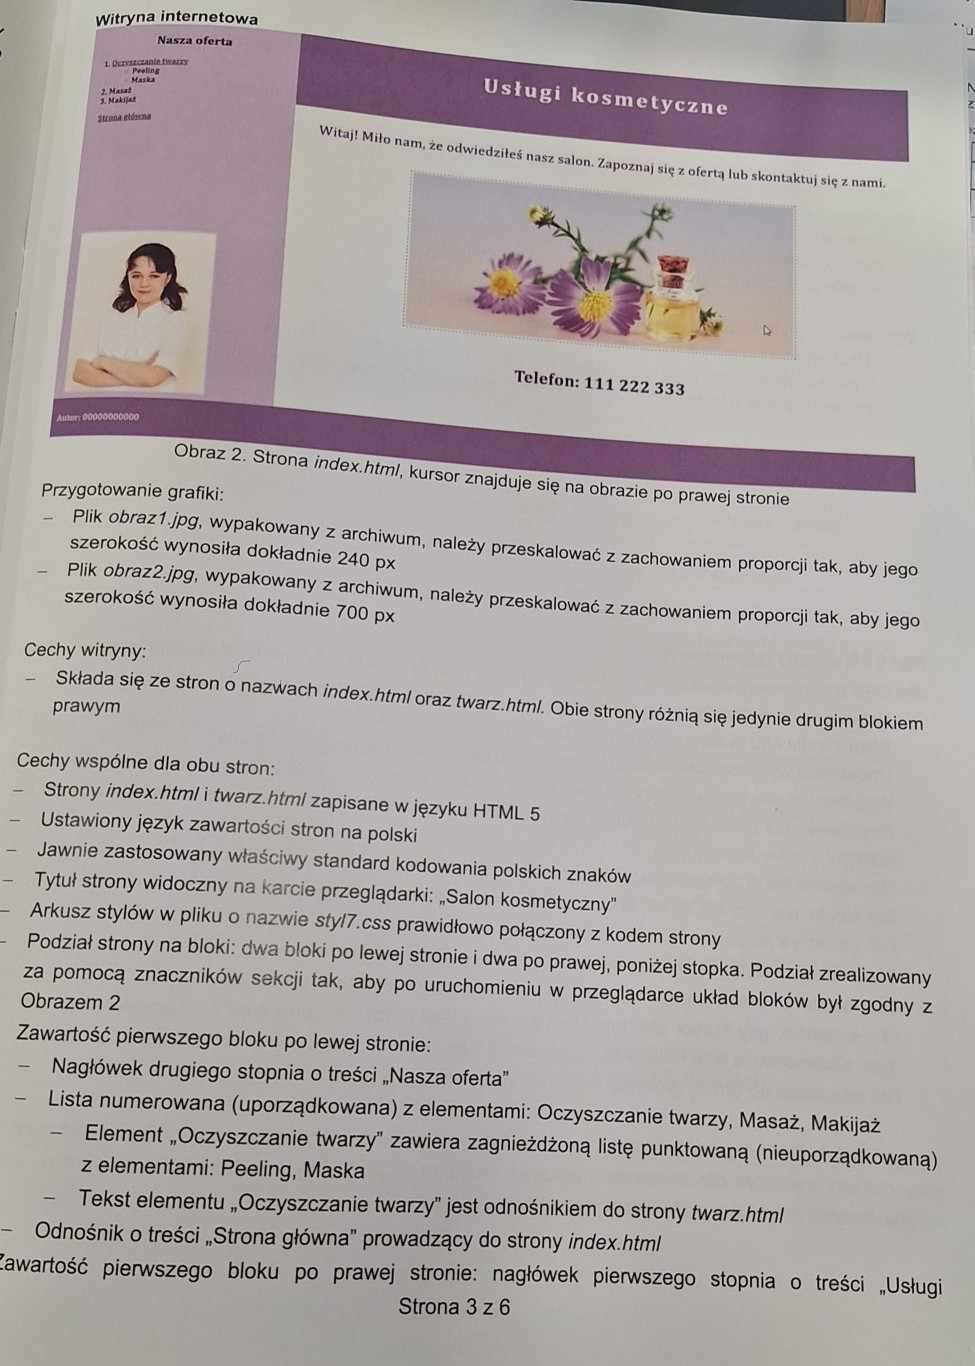 Witryna internetowa
Nasza oferta
1. Oczyszczanie twarzy
Peeling
Maska
2. Masaż
3. Makijaż
Strona główna
Usługi kosmetyczne
Witaj! Miło nam, że odwiedziłeś nasz salon. Zapoznaj się z ofertą lub skontaktuj się z nami.
Telefon: 111 222 333
Autor: 00000000000
Obraz 2. Strona index.html, kursor znajduje się na obrazie po prawej stronie
Przygotowanie grafiki:
– Plik obraz1.jpg, wypakowany z archiwum, należy przeskalować z zachowaniem proporcji tak, aby jego
szerokość wynosiła dokładnie 240 px
– Plik obraz2.jpg, wypakowany z archiwum, należy przeskalować z zachowaniem proporcji tak, aby jego
szerokość wynosiła dokładnie 700 px
Cechy witryny:
– Składa się ze stron o nazwach index.html oraz twarz.html. Obie strony różnią się jedynie drugim blokiem
prawym
Cechy wspólne dla obu stron:
– Strony index.html i twarz.html zapisane w języku HTML 5
– Ustawiony język zawartości stron na polski
– Jawnie zastosowany właściwy standard kodowania polskich znaków
– Tytuł strony widoczny na karcie przeglądarki: „Salon kosmetyczny”
– Arkusz stylów w pliku o nazwie styl7.css prawidłowo połączony z kodem strony
– Podział strony na bloki: dwa bloki po lewej stronie i dwa po prawej, poniżej stopka. Podział zrealizowany
za pomocą znaczników sekcji tak, aby po uruchomieniu w przeglądarce układ bloków był zgodny z
Obrazem 2
Zawartość pierwszego bloku po lewej stronie:
– Nagłówek drugiego stopnia o treści „Nasza oferta”
– Lista numerowana (uporządkowana) z elementami: Oczyszczanie twarzy, Masaż, Makijaż
– Element „Oczyszczanie twarzy” zawiera zagnieżdżoną listę punktowaną (nieuporządkowaną)
z elementami: Peeling, Maska
– Tekst elementu „Oczyszczanie twarzy” jest odnośnikiem do strony twarz.html
– Odnośnik o treści „Strona główna” prowadzący do strony index.html
Zawartość pierwszego bloku po prawej stronie: nagłówek pierwszego stopnia o treści „Usługi
Strona 3 z 6